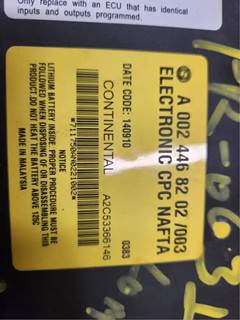 Only replace with an ECU that has identical
inputs and outputs programmed.
A 002 446 82 02 /003
ELECTRONIC CPC NAFTA
DATE CODE: 140910
0383
CONTINENTAL
A2C53366146
NOTICE
LITHIUM BATTERY INSIDE. PROPER PROCEDURE MUST BE
FOLLOWED WHEN DISPOSING OF OR DISASSEMBLING THIS
PRODUCT.DO NOT HEAT THE BATTERY ABOVE 125C
MADE IN MALAYSIA